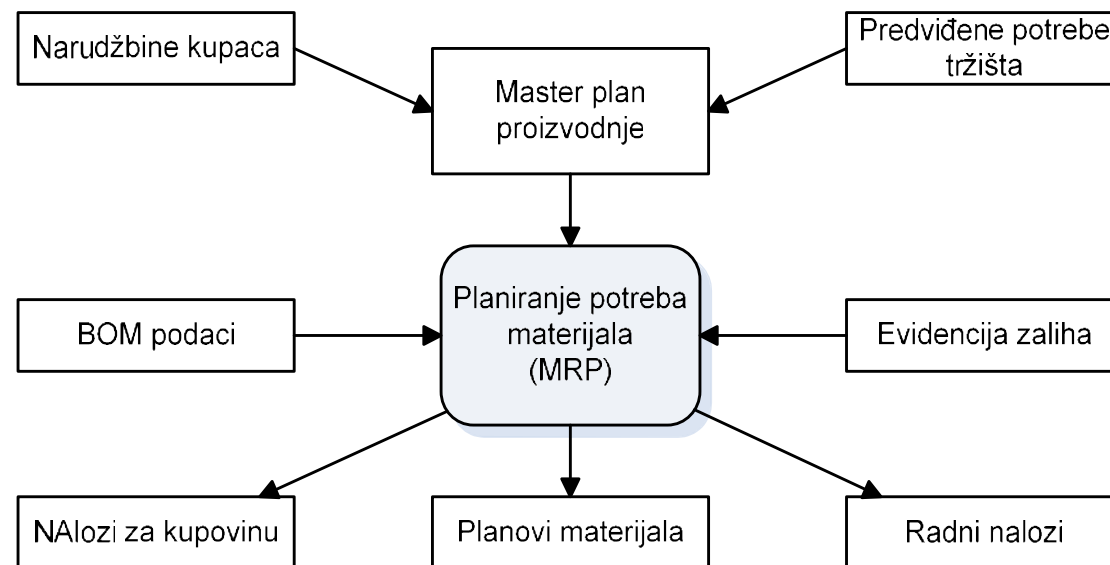 Narudžbine kupaca
Predviđene potrebe
tržišta
Master plan
proizvodnje
Planiranje potreba
materijala
(MRP)
BOM podaci
Evidencija zaliha
NAlozi za kupovinu
Planovi materijala
Radni nalozi